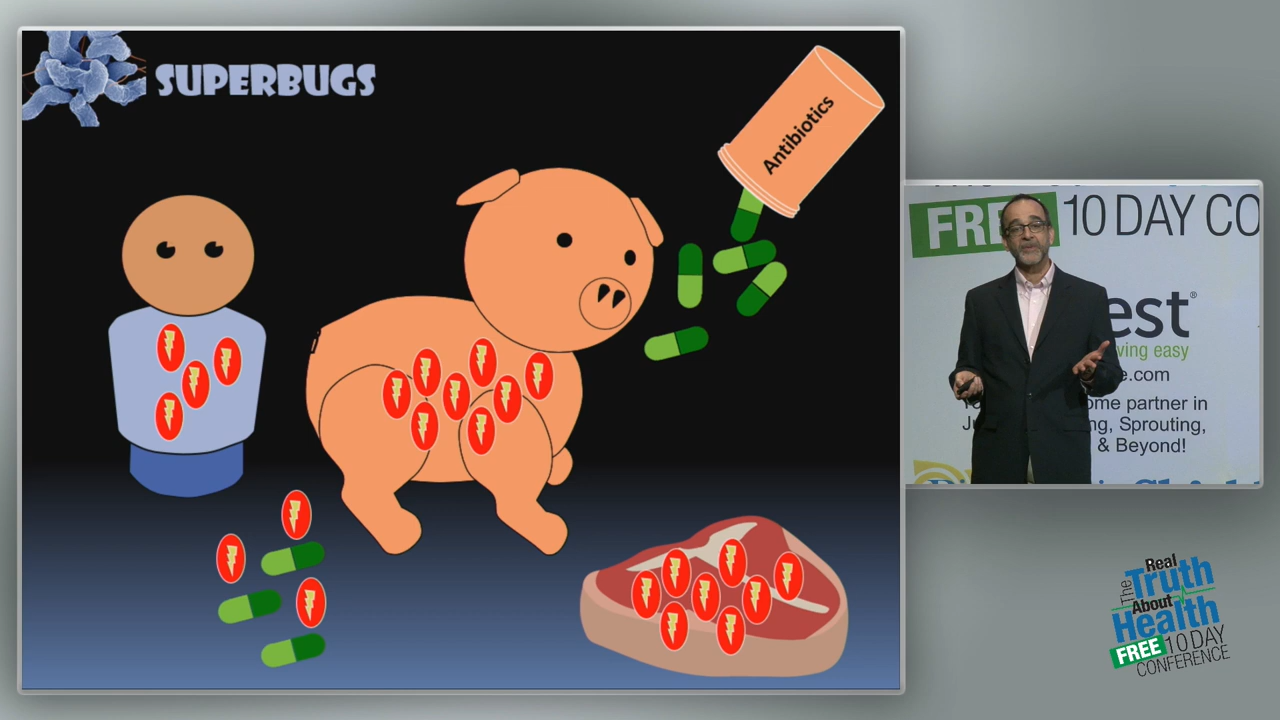 SUPERBUGS
Antibiotics
FREE 10 DAY CO
est®
ving easy
e.com
ome partner in
ng, Sprouting,
& Beyond!
The Real
Truth
About
Health
FREE 10 DAY
CONFERENCE